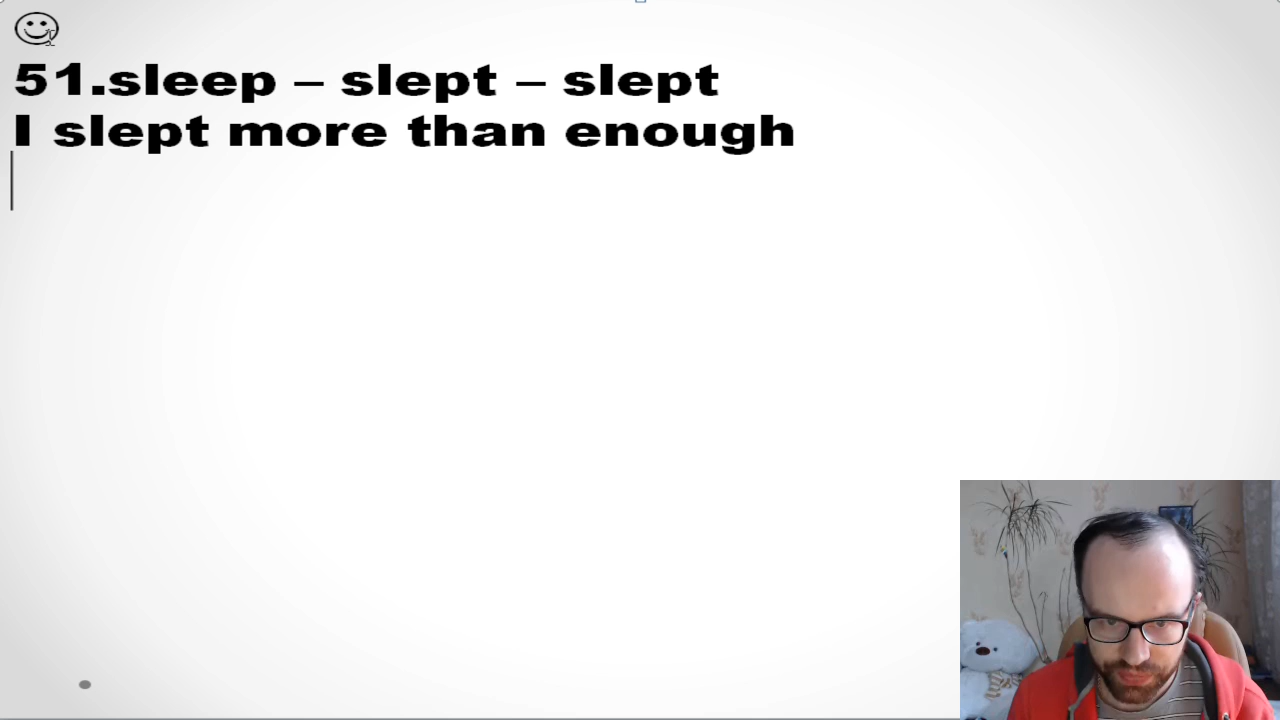 51.sleep – slept – slept
I slept more than enough